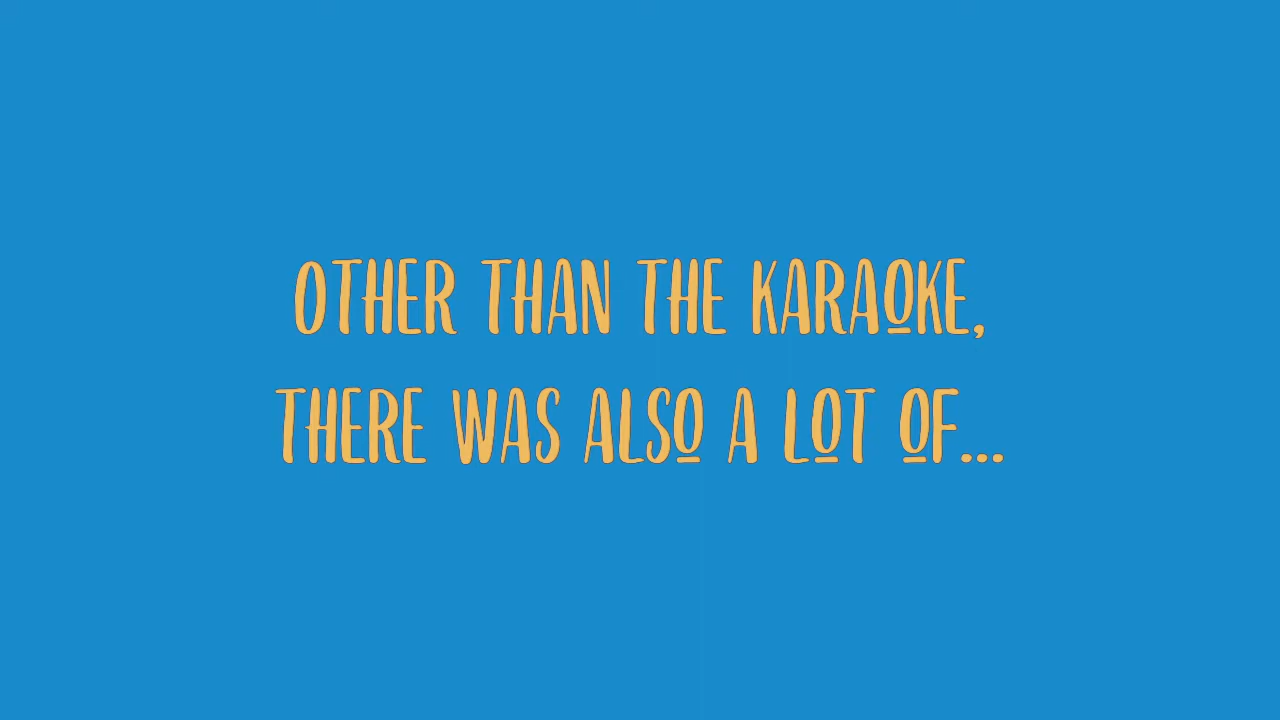 OTHER THAN THE KARAOKE,
THERE WAS ALSO A LOT OF...